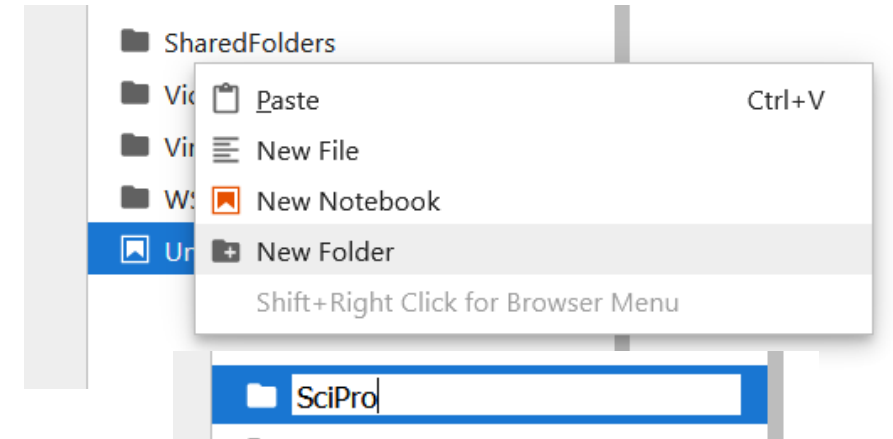 SharedFolders
Paste Ctrl+V
New File
New Notebook
New Folder
Shift+Right Click for Browser Menu
SciPro